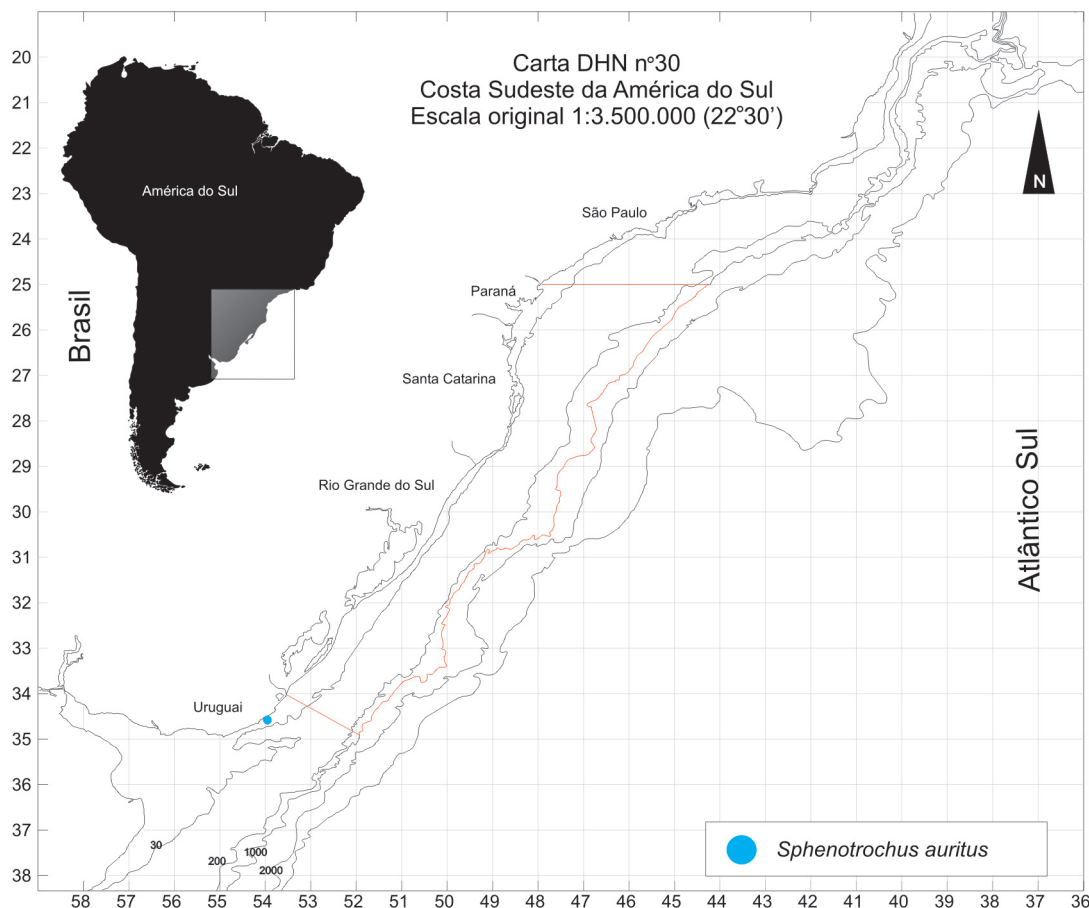 Carta DHN nº30
Costa Sudeste da América do Sul
Escala original 1:3.500.000 (22°30')
América do Sul
N
São Paulo
Paraná
Santa Catarina
Rio Grande do Sul
Uruguai
Brasil
Atlântico Sul
20
21
22
23
24
25
26
27
28
29
30
31
32
33
34
35
36
37
38
30
200
1000
2000
Sphenotrochus auritus
58 57 56 55 54 53 52 51 50 49 48 47 46 45 44 43 42 41 40 39 38 37 36